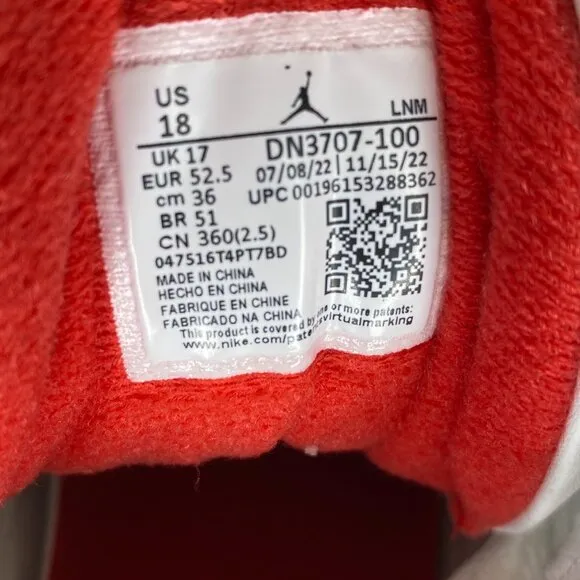 US
18
LNM
UK 17
DN3707-100
EUR 52.5
07/08/22 | 11/15/22
cm 36
UPC 00196153288362
BR 51
CN 360(2.5)
047516T4PT7BD
MADE IN CHINA
HECHO EN CHINA
FABRIQUE EN CHINE
FABRICADO NA CHINA
This product is covered by one or more patents:
www.nike.com/patentsvirtualmarking